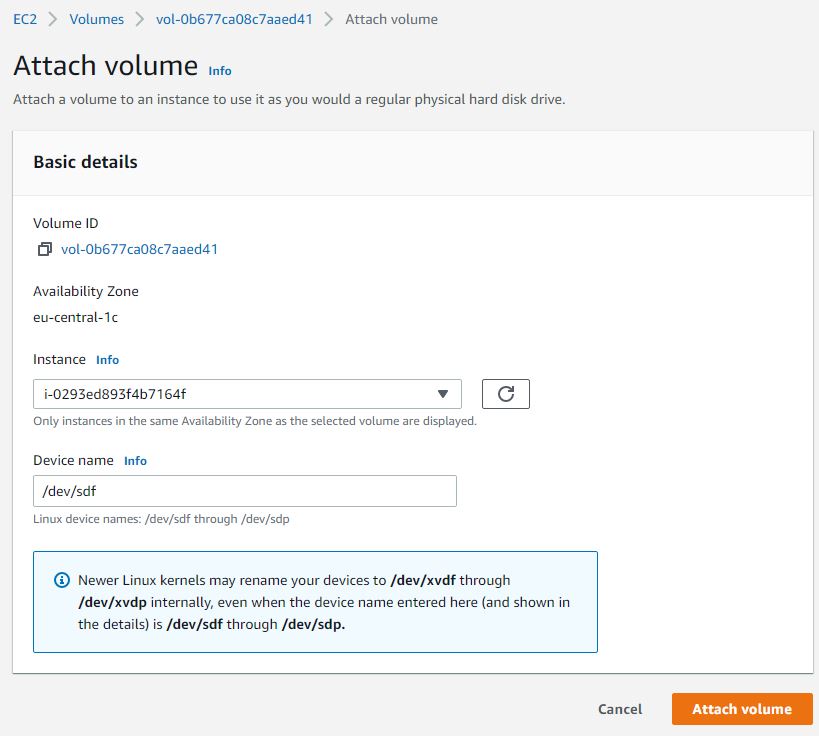 EC2 > Volumes > vol-0b677ca08c7aaed41 > Attach volume
Attach volume Info
Attach a volume to an instance to use it as you would a regular physical hard disk drive.
Basic details
Volume ID
vol-0b677ca08c7aaed41
Availability Zone
eu-central-1c
Instance Info
i-0293ed893f4b7164f
Only instances in the same Availability Zone as the selected volume are displayed.
Device name Info
/dev/sdf
Linux device names: /dev/sdf through /dev/sdp
Newer Linux kernels may rename your devices to /dev/xvdf through
/dev/xvdp internally, even when the device name entered here (and shown in
the details) is /dev/sdf through /dev/sdp.
Cancel Attach volume